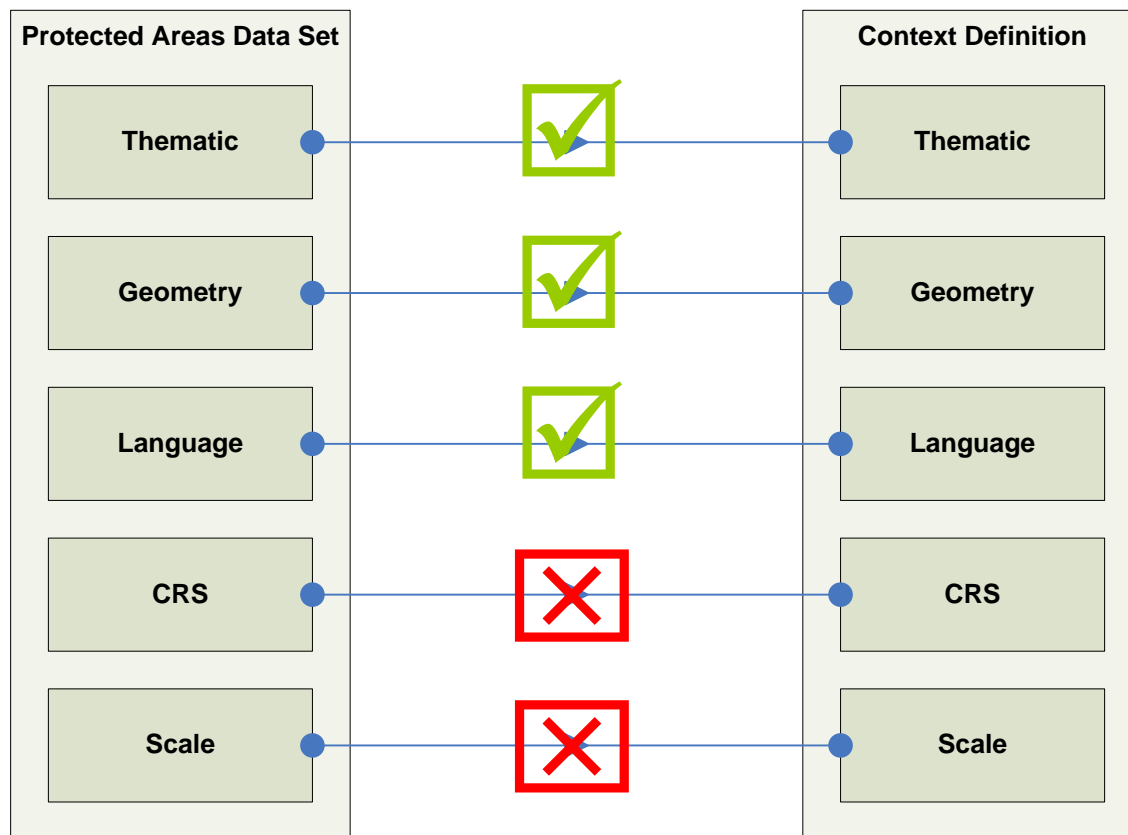 Protected Areas Data Set
Context Definition
Thematic
Thematic
Geometry
Geometry
Language
Language
CRS
CRS
Scale
Scale